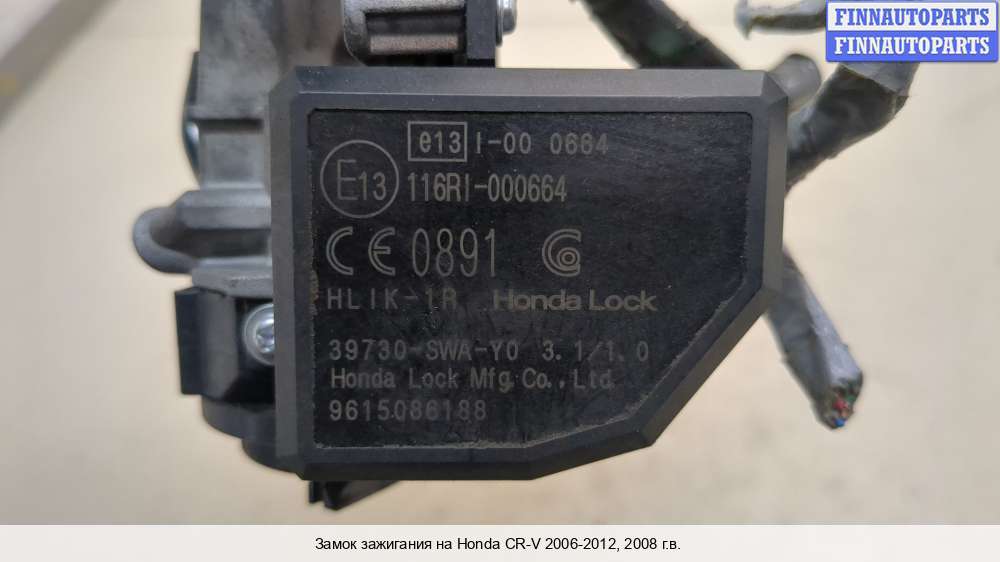 FINNAUTOPARTS
FINNAUTOPARTS
e13 I-00 0664
E13 116RI-000664
CE 0891
HLIK-1R Honda Lock
39730-SWA-Y0 3.1/1.0
Honda Lock Mfg.Co.,Ltd.
9615086188
Замок зажигания на Honda CR-V 2006-2012, 2008 г.в.